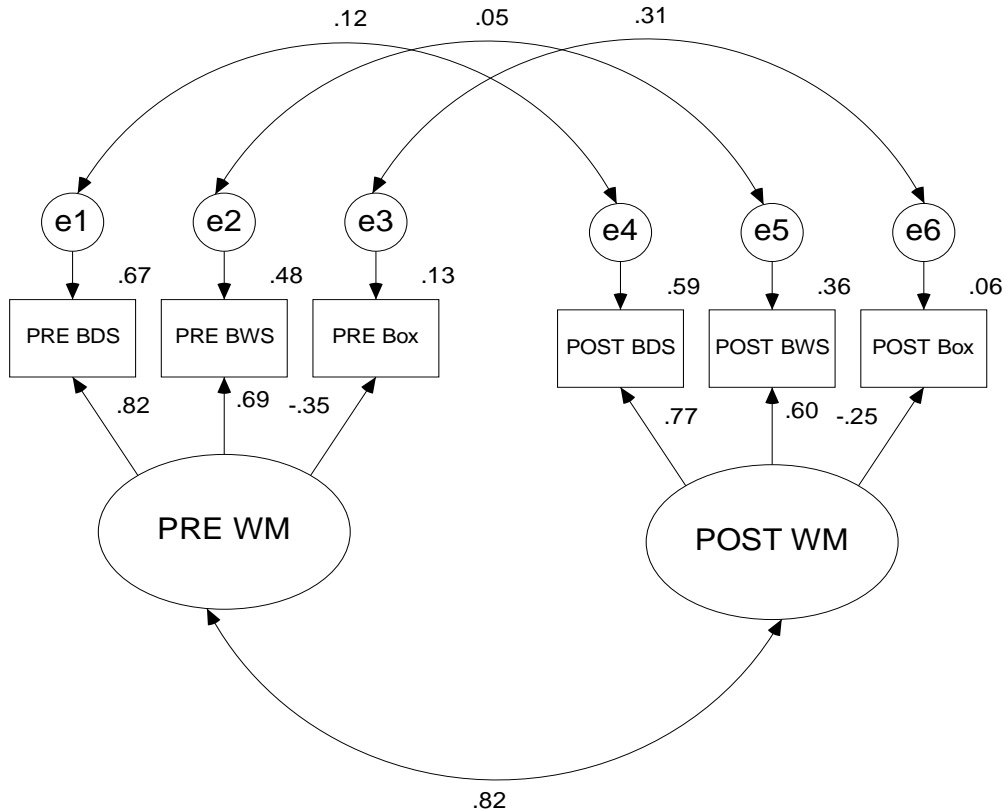 .12 .05 .31
e1 e2 e3 e4 e5 e6
.67 .48 .13 .59 .36 .06
PRE BDS PRE BWS PRE Box POST BDS POST BWS POST Box
.82 .69 -.35 .77 .60 -.25
PRE WM POST WM
.82